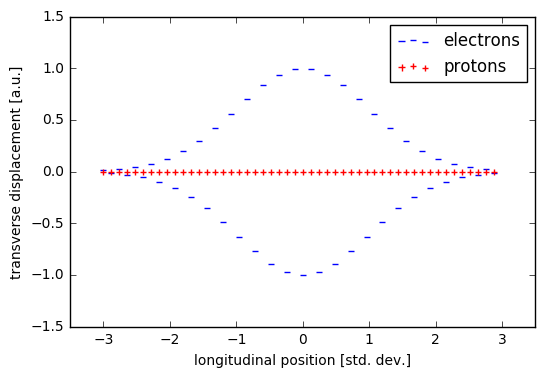 electrons
protons
transverse displacement [a.u.]
1.5
1.0
0.5
0.0
−0.5
−1.0
−1.5
−3 −2 −1 0 1 2 3
longitudinal position [std. dev.]